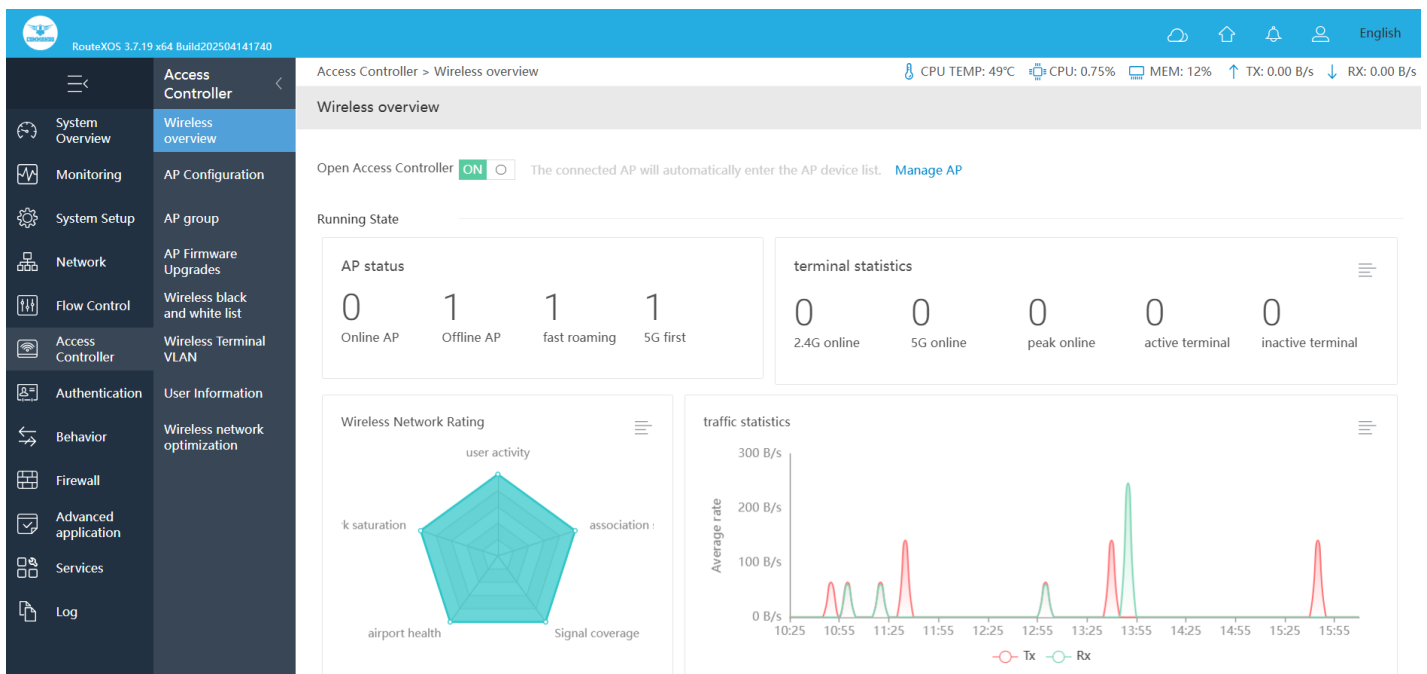 COMMANDO
RouteXOS 3.7.19 x64 Build202504141740
English
System
Overview
Monitoring
System Setup
Network
Flow Control
Access
Controller
Authentication
Behavior
Firewall
Advanced
application
Services
Log
Access
Controller
Wireless
overview
AP Configuration
AP group
AP Firmware
Upgrades
Wireless black
and white list
Wireless Terminal
VLAN
User Information
Wireless network
optimization
Access Controller > Wireless overview
CPU TEMP: 49℃ CPU: 0.75% MEM: 12% ↑ TX: 0.00 B/s ↓ RX: 0.00 B/s
Wireless overview
Open Access Controller ON The connected AP will automatically enter the AP device list. Manage AP
Running State
AP status
0 1 1 1
Online AP Offline AP fast roaming 5G first
terminal statistics
0 0 0 0 0
2.4G online 5G online peak online active terminal inactive terminal
Wireless Network Rating
user activity
'k saturation association
airport health Signal coverage
traffic statistics
300 B/s
200 B/s
100 B/s
0 B/s
Average rate
10:25 10:55 11:25 11:55 12:25 12:55 13:25 13:55 14:25 14:55 15:25 15:55
Tx Rx